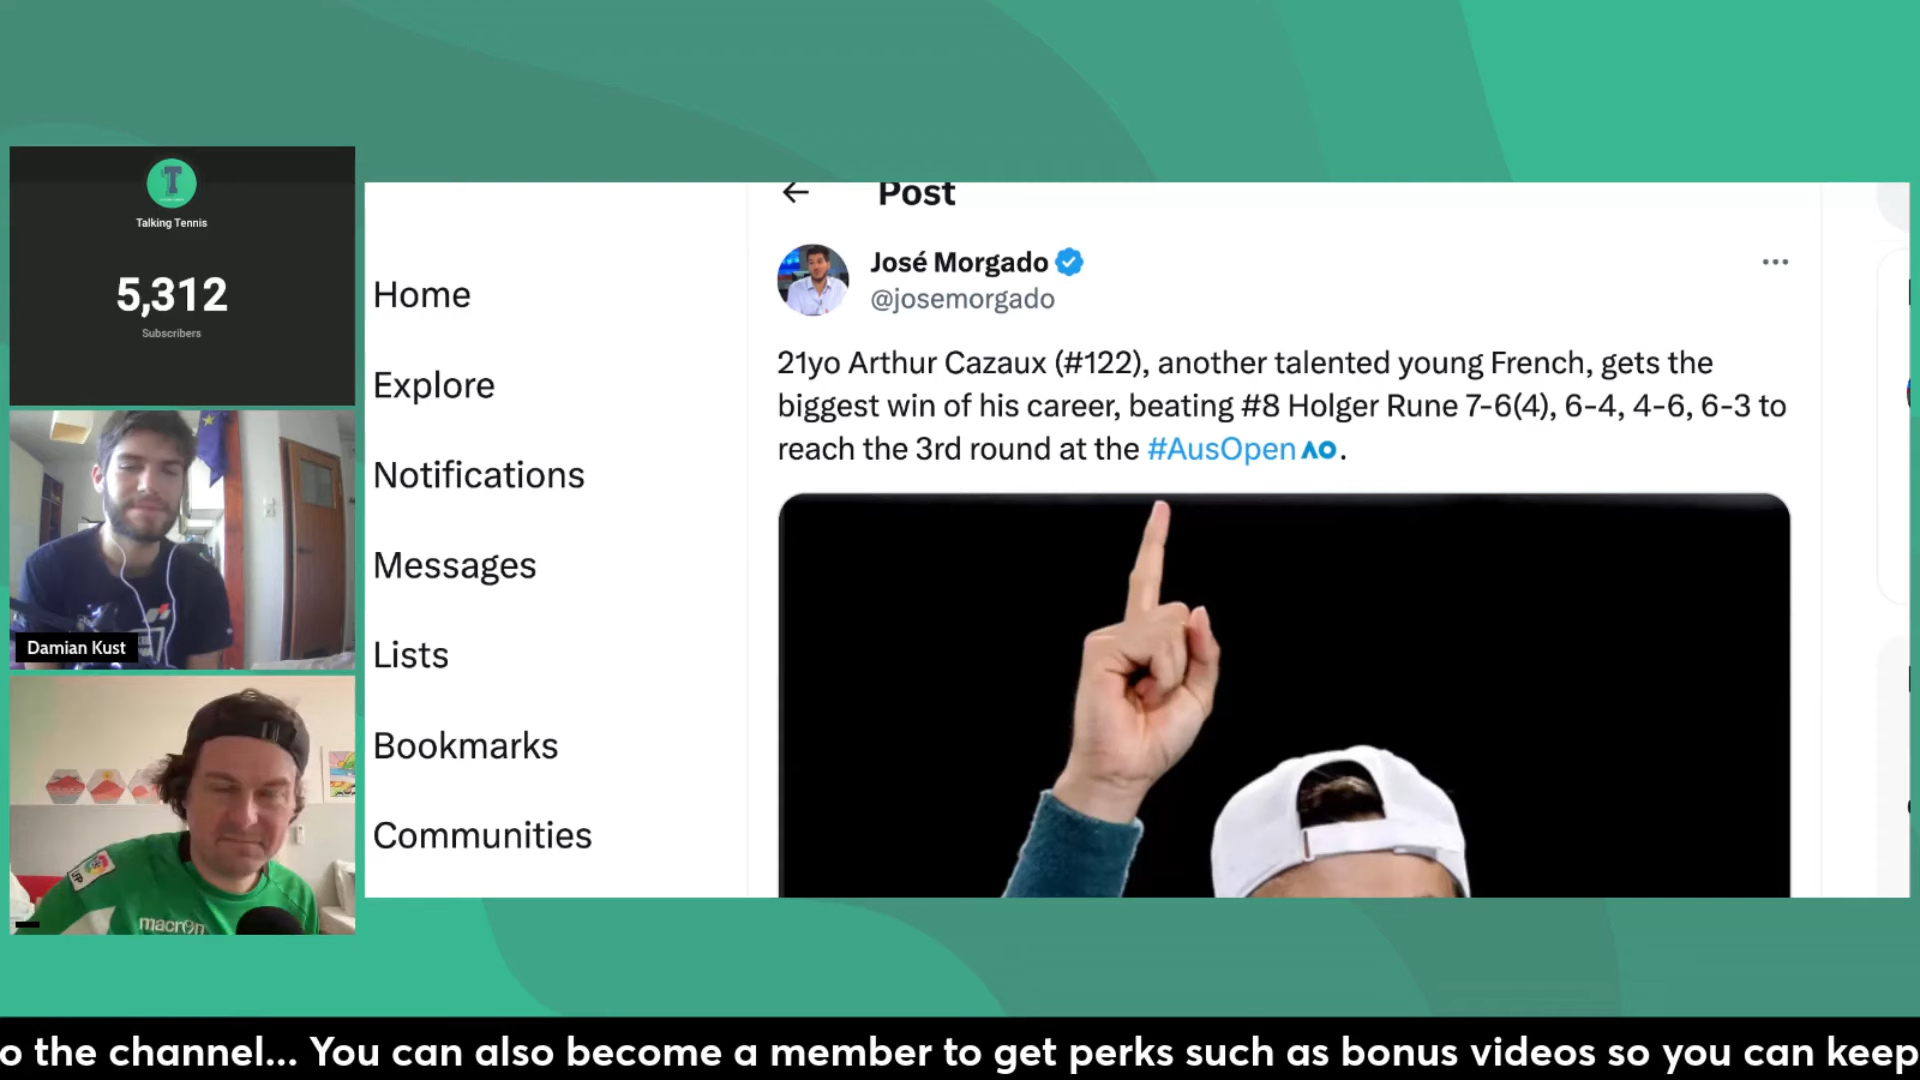 Talking Tennis
5,312
Subscribers
Damian Kust
macron
LFP
Home
Explore
Notifications
Messages
Lists
Bookmarks
Communities
Post
José Morgado
@josemorgado
21yo Arthur Cazaux (#122), another talented young French, gets the
biggest win of his career, beating #8 Holger Rune 7-6(4), 6-4, 4-6, 6-3 to
reach the 3rd round at the #AusOpen AO.
o the channel... You can also become a member to get perks such as bonus videos so you can keep